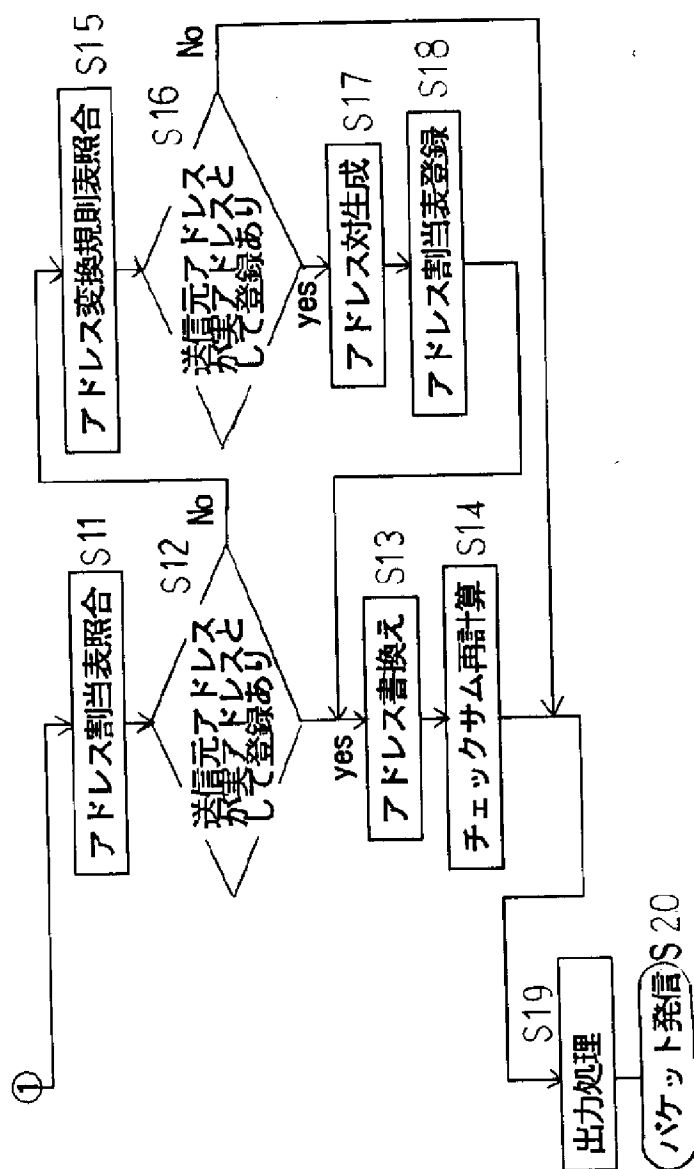 ①
アドレス割当表照合
S11
S12
送信元アドレス
が実アドレスと
して登録あり
No
yes
アドレス書換え
S13
チェックサム再計算
S14
アドレス変換規則表照合
S15
S16
送信元アドレス
が実アドレスと
して登録あり
No
yes
アドレス対生成
S17
アドレス割当表登録
S18
S19
出力処理
パケット発信
S20